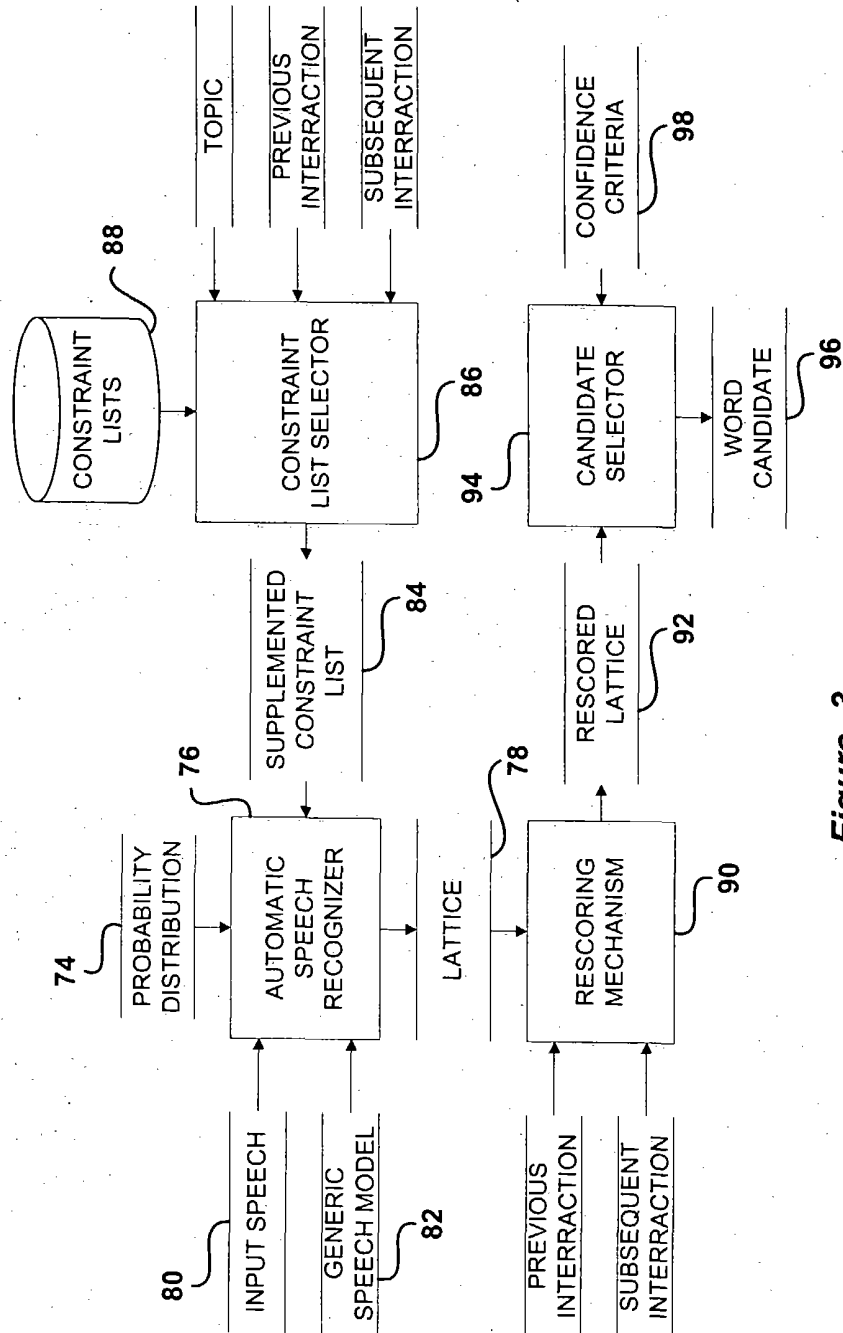 88
CONSTRAINT
LISTS
TOPIC
PREVIOUS
INTERRACTION
SUBSEQUENT
INTERRACTION
CONSTRAINT
LIST SELECTOR
86
SUPPLEMENTED
CONSTRAINT
LIST
84
74
PROBABILITY
DISTRIBUTION
76
AUTOMATIC
SPEECH
RECOGNIZER
80
INPUT SPEECH
GENERIC
SPEECH MODEL
82
LATTICE
78
PREVIOUS
INTERRACTION
SUBSEQUENT
INTERRACTION
RESCORING
MECHANISM
90
RESCORED
LATTICE
92
94
CANDIDATE
SELECTOR
CONFIDENCE
CRITERIA
98
WORD
CANDIDATE
96